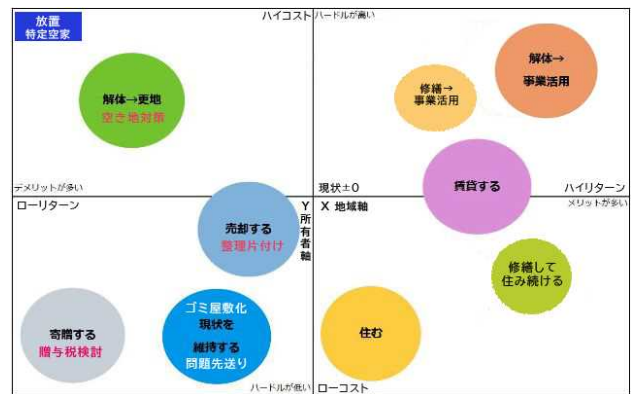 放置
特定空家
ハイコスト
ハードルが高い
解体→更地
空き地対策
修繕→
事業活用
解体→
事業活用
賃貸する
デメリットが多い
現状±0
ハイリターン
ローリターン
Y
所有者軸
X 地域軸
メリットが多い
売却する
整理片付け
修繕して
住み続ける
寄贈する
贈与税検討
ゴミ屋敷化
現状を
維持する
問題先送り
住む
ハードルが低い
ローコスト